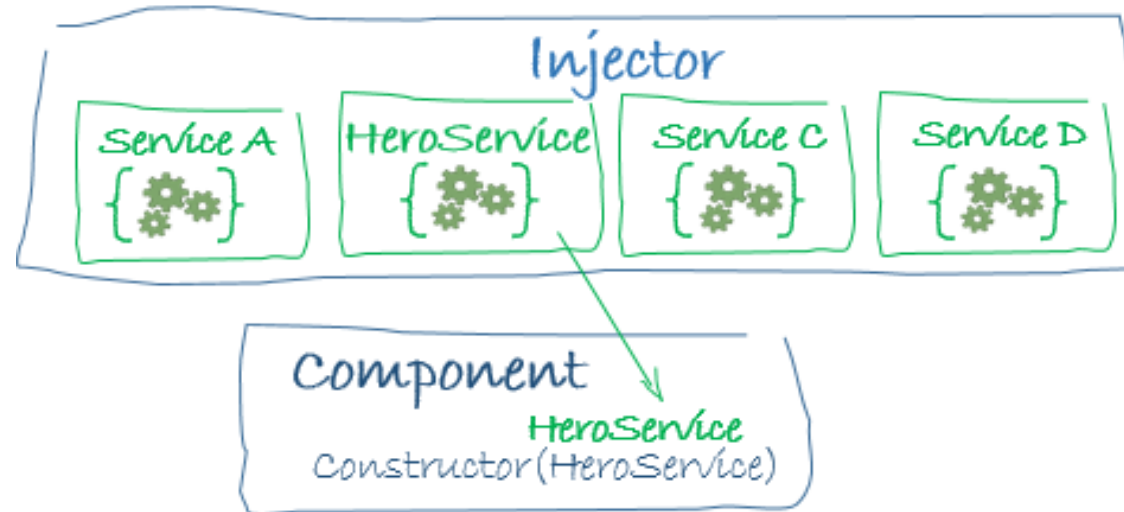 Injector
Service A
HeroService
Service C
Service D
Component
HeroService
Constructor(HeroService)